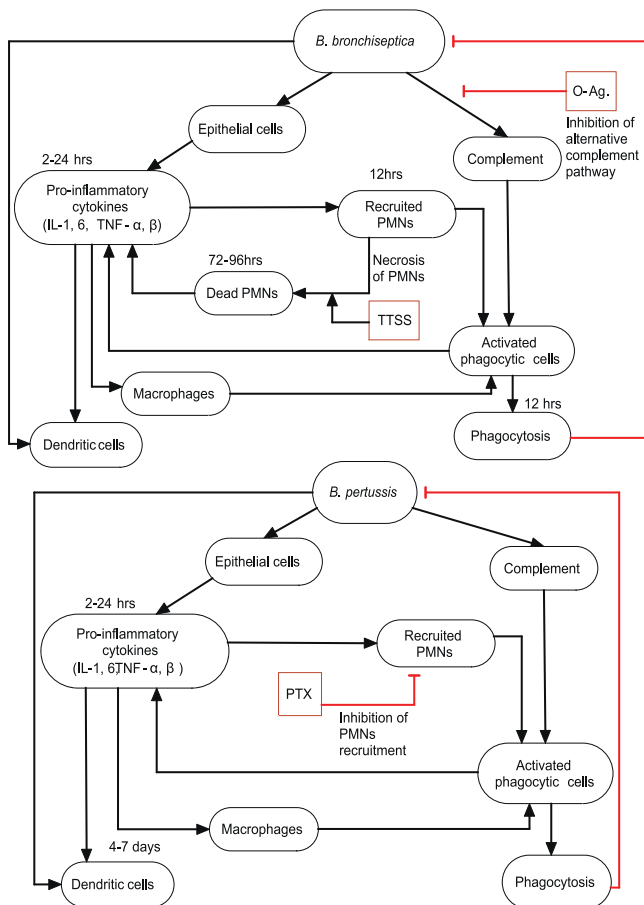 B. bronchiseptica
O-Ag.
Inhibition of
alternative
complement
pathway
Epithelial cells
Complement
2-24 hrs
Pro-inflammatory
cytokines
(IL-1, 6, TNF- α, β)
12hrs
Recruited
PMNs
Necrosis
of PMNs
72-96hrs
Dead PMNs
TTSS
Activated
phagocytic cells
Macrophages
12 hrs
Phagocytosis
Dendritic cells
B. pertussis
Epithelial cells
Complement
2-24 hrs
Pro-inflammatory
cytokines
(IL-1, 6TNF- α, β )
Recruited
PMNs
PTX
Inhibition of
PMNs
recruitment
Activated
phagocytic cells
Macrophages
4-7 days
Dendritic cells
Phagocytosis